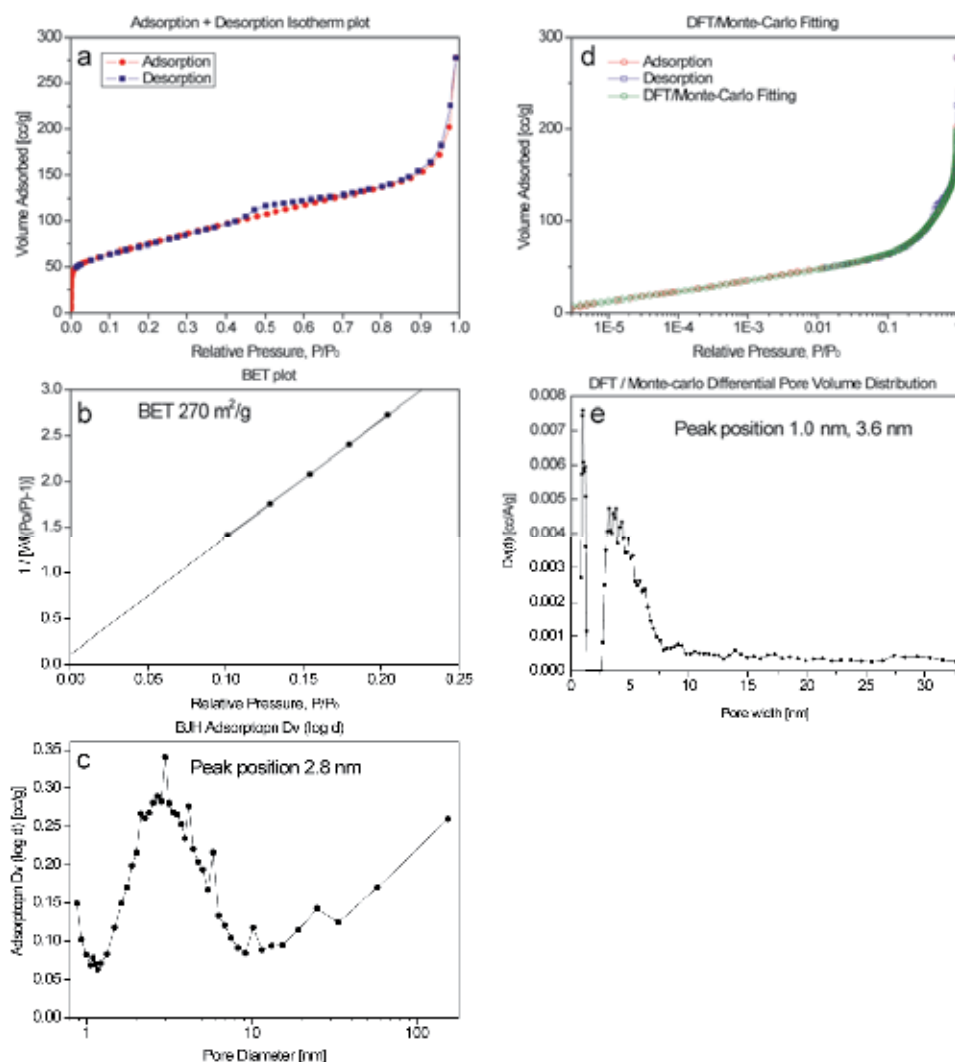 Adsorption + Desorption Isotherm plot
a
Adsorption
Desorption
Volume Adsorbed [cc/g]
300
250
200
150
100
50
0
0.0 0.1 0.2 0.3 0.4 0.5 0.6 0.7 0.8 0.9 1.0
Relative Pressure, P/P₀
DFT/Monte-Carlo Fitting
d
Adsorption
Desorption
DFT/Monte-Carlo Fitting
Volume Adsorbed [cc/g]
300
250
200
150
100
50
0
1E-5 1E-4 1E-3 0.01 0.1 1
Relative Pressure, P/P₀
BET plot
b
BET 270 m²/g
1 / [W((Po/P)-1)]
3.0
2.5
2.0
1.5
1.0
0.5
0.0
0.00 0.05 0.10 0.15 0.20 0.25
Relative Pressure, P/P₀
DFT / Monte-carlo Differential Pore Volume Distribution
e
Peak position 1.0 nm, 3.6 nm
Dv(d) [cc/A/g]
0.008
0.007
0.006
0.005
0.004
0.003
0.002
0.001
0.000
0 5 10 15 20 25 30
Pore width [nm]
BJH Adsorptopn Dv (log d)
c
Peak position 2.8 nm
Adsorptopn Dv (log d) [cc/g]
0.35
0.30
0.25
0.20
0.15
0.10
0.05
0.00
1 10 100
Pore Diameter [nm]